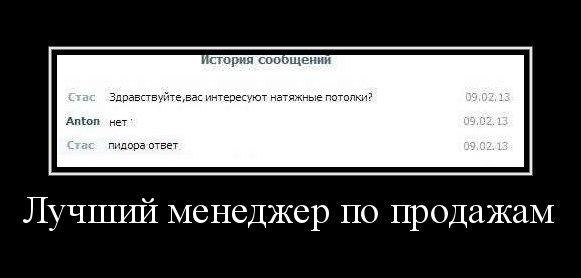 История сообщений
Стас Здравствуйте,вас интересуют натяжные потолки? 09.02.13
Anton нет 09.02.13
Стас пидора ответ 09.02.13
Лучший менеджер по продажам